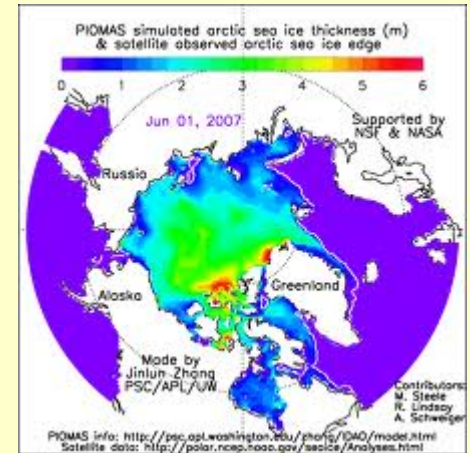 PIOMAS simulated arctic sea ice thickness (m)
& satellite observed arctic sea ice edge
0 1 2 3 4 5 6
Jun 01, 2007
Supported by
NSF & NASA
Russia
Alaska
Greenland
Made by
Jinlun Zhang
PSC/APL/UW
Contributors:
M. Steele
R. Lindsay
A. Schweiger
PIOMAS info: http://psc.apl.washington.edu/zhang/IDAO/model.html
Satellite data: http://polar.ncep.noaa.gov/seaice/Analyses.html